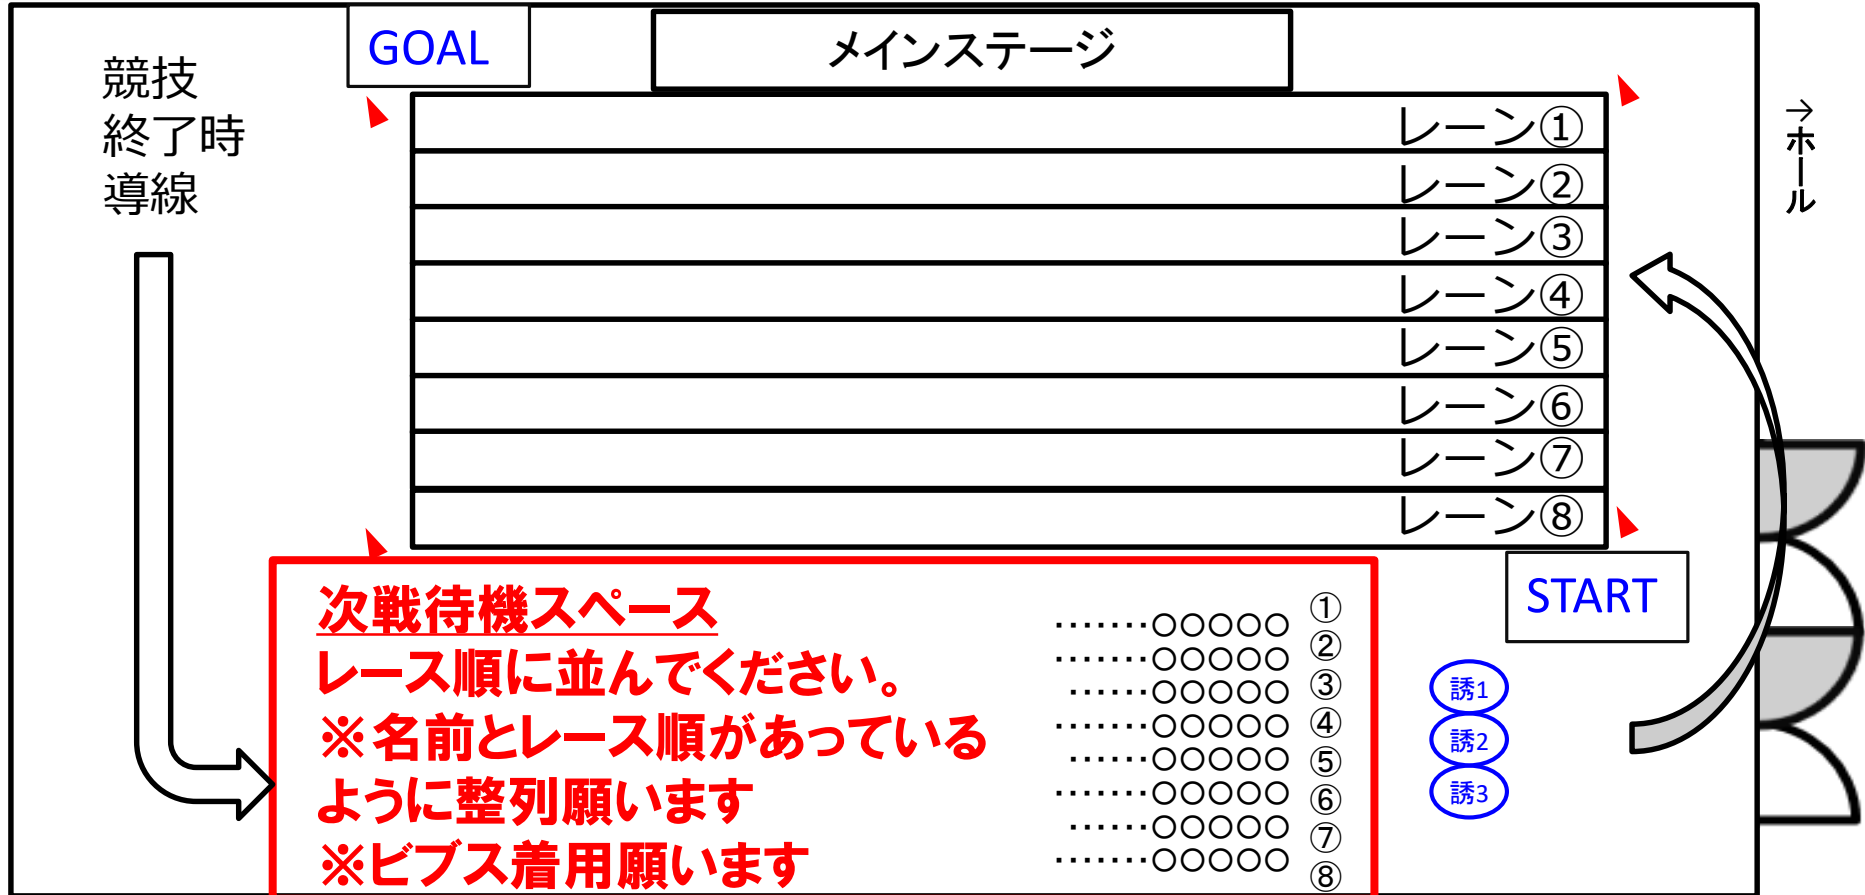 GOAL
メインステージ
競技
終了時
導線
→ホール
レーン①
レーン②
レーン③
レーン④
レーン⑤
レーン⑥
レーン⑦
レーン⑧
START
次戦待機スペース
レース順に並んでください。
※名前とレース順があっている
ように整列願います
※ビブス着用願います
·······○○○○○ ①
·······○○○○○ ②
······○○○○○ ③
·······○○○○○ ④
······○○○○○ ⑤
·······○○○○○ ⑥
······○○○○○ ⑦
·······○○○○○ ⑧
誘1
誘2
誘3